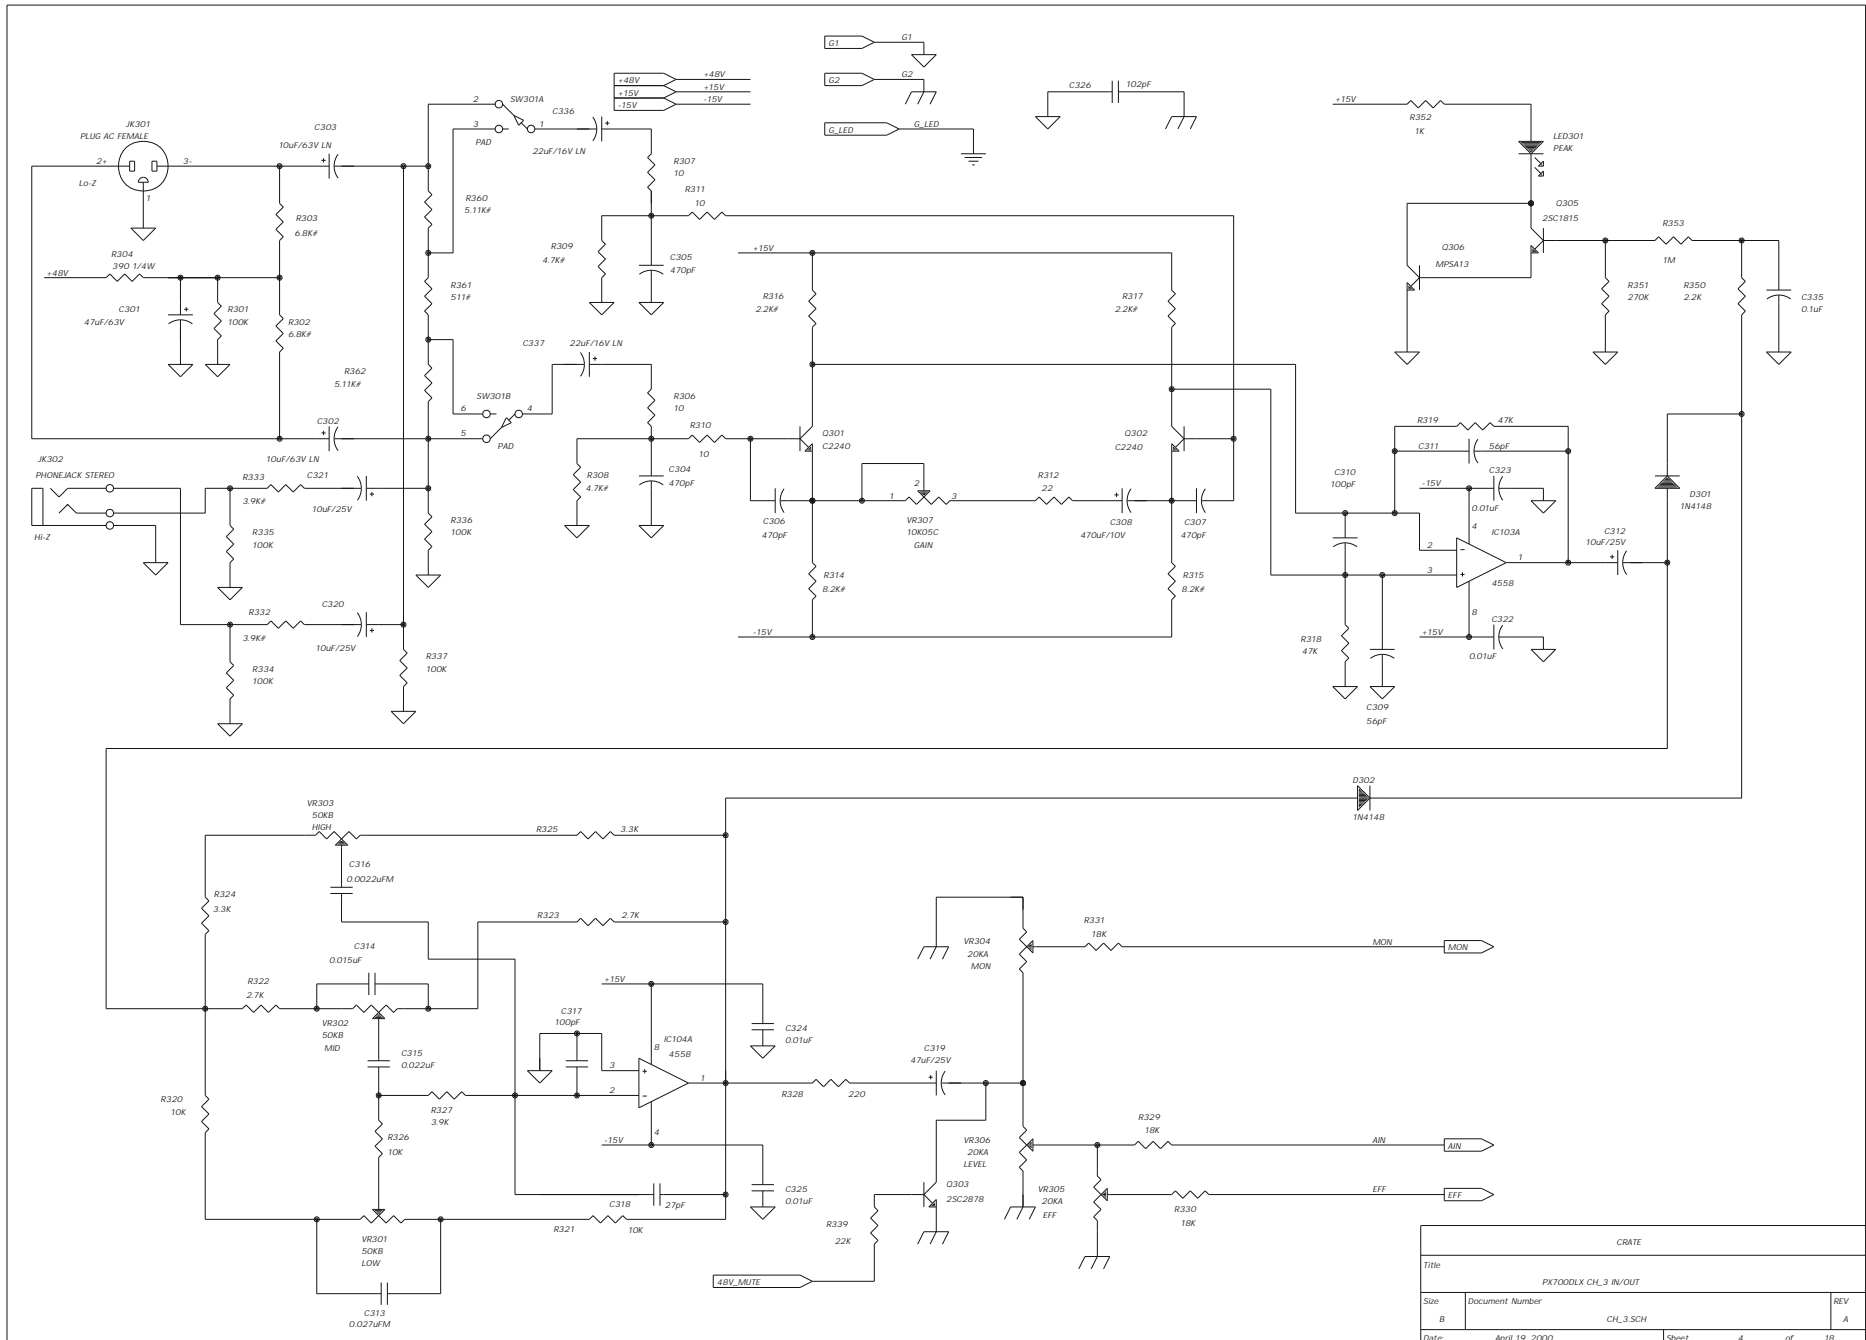 G1
G1
G2
G2
G_LED
G_LED
+48V
+48V
+15V
+15V
-15V
-15V
C326
102pF
+15V
R352
1K
LED301
PEAK
JK301
PLUG AC FEMALE
2+
3-
1
Lo-Z
C303
10uF/63V LN
2
SW301A
3
1
PAD
C336
22uF/16V LN
R307
10
R311
10
R303
6.8K#
R360
5.11K#
R304
390 1/4W
+48V
C301
47uF/63V
R301
100K
R302
6.8K#
R361
511#
R309
4.7K#
C305
470pF
+15V
R316
2.2K#
R317
2.2K#
Q305
2SC1815
R353
1M
Q306
MPSA13
R351
270K
R350
2.2K
C335
0.1uF
C337
22uF/16V LN
R362
5.11K#
SW301B
6
4
5
PAD
R306
10
R310
10
C302
10uF/63V LN
JK302
PHONEJACK STEREO
Hi-Z
R333
3.9K#
C321
10uF/25V
R335
100K
R336
100K
R308
4.7K#
C304
470pF
Q301
C2240
Q302
C2240
C306
470pF
1
2
3
VR307
10K05C
GAIN
R312
22
C308
470uF/10V
C307
470pF
R314
8.2K#
R315
8.2K#
-15V
R319
47K
C311
56pF
C310
100pF
-15V
C323
0.01uF
4
IC103A
2
3
1
4558
8
C312
10uF/25V
D301
1N4148
C322
+15V
0.01uF
R318
47K
C309
56pF
R332
3.9K#
C320
10uF/25V
R334
100K
R337
100K
D302
1N4148
VR303
50KB
HIGH
R325
3.3K
C316
0.0022uFM
R324
3.3K
R323
2.7K
C314
0.015uF
R322
2.7K
VR302
50KB
MID
C315
0.022uF
+15V
C317
100pF
IC104A
4558
8
3
2
1
4
C324
0.01uF
R320
10K
R327
3.9K
R326
10K
-15V
C325
0.01uF
C318
27pF
R321
10K
VR301
50KB
LOW
C313
0.027uFM
R328
220
C319
47uF/25V
VR304
20KA
MON
R331
18K
MON
MON
VR306
20KA
LEVEL
R329
18K
AIN
AIN
Q303
2SC2878
VR305
20KA
EFF
R330
18K
EFF
EFF
R339
22K
48V_MUTE
CRATE
Title
PX700DLX CH_3 IN/OUT
Size
Document Number
REV
B
CH_3.SCH
A
Date:
April 19, 2000
Sheet
4
of
18